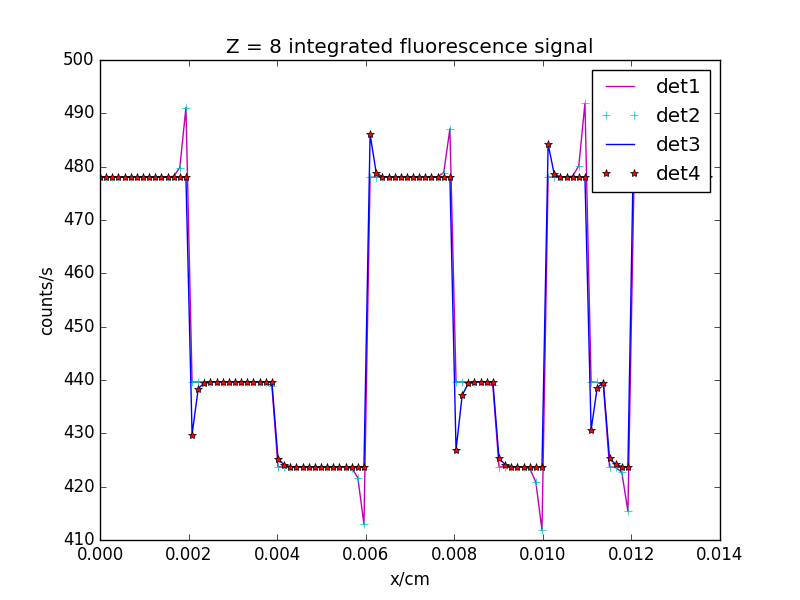 Z = 8 integrated fluorescence signal
500
490
480
470
460
450
440
430
420
410
counts/s
det1
det2
det3
det4
0.000 0.002 0.004 0.006 0.008 0.010 0.012 0.014
x/cm